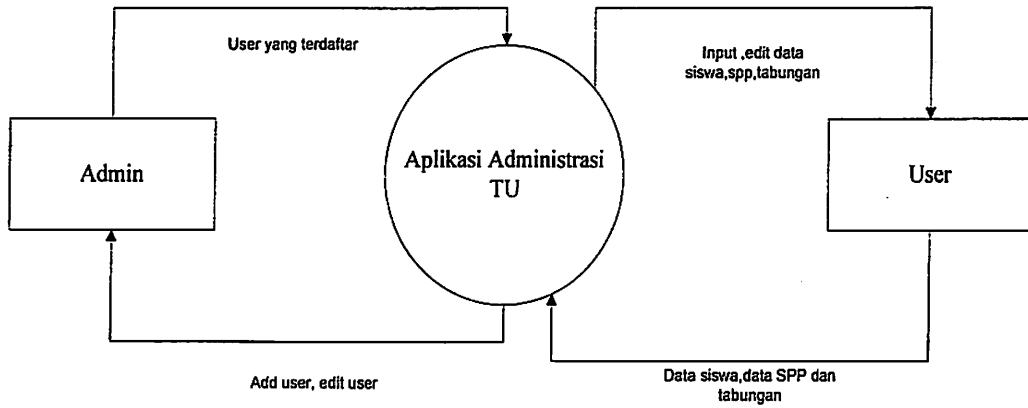 User yang terdaftar
Input ,edit data
siswa,spp,tabungan
Admin
Aplikasi Administrasi
TU
User
Add user, edit user
Data siswa,data SPP dan
tabungan